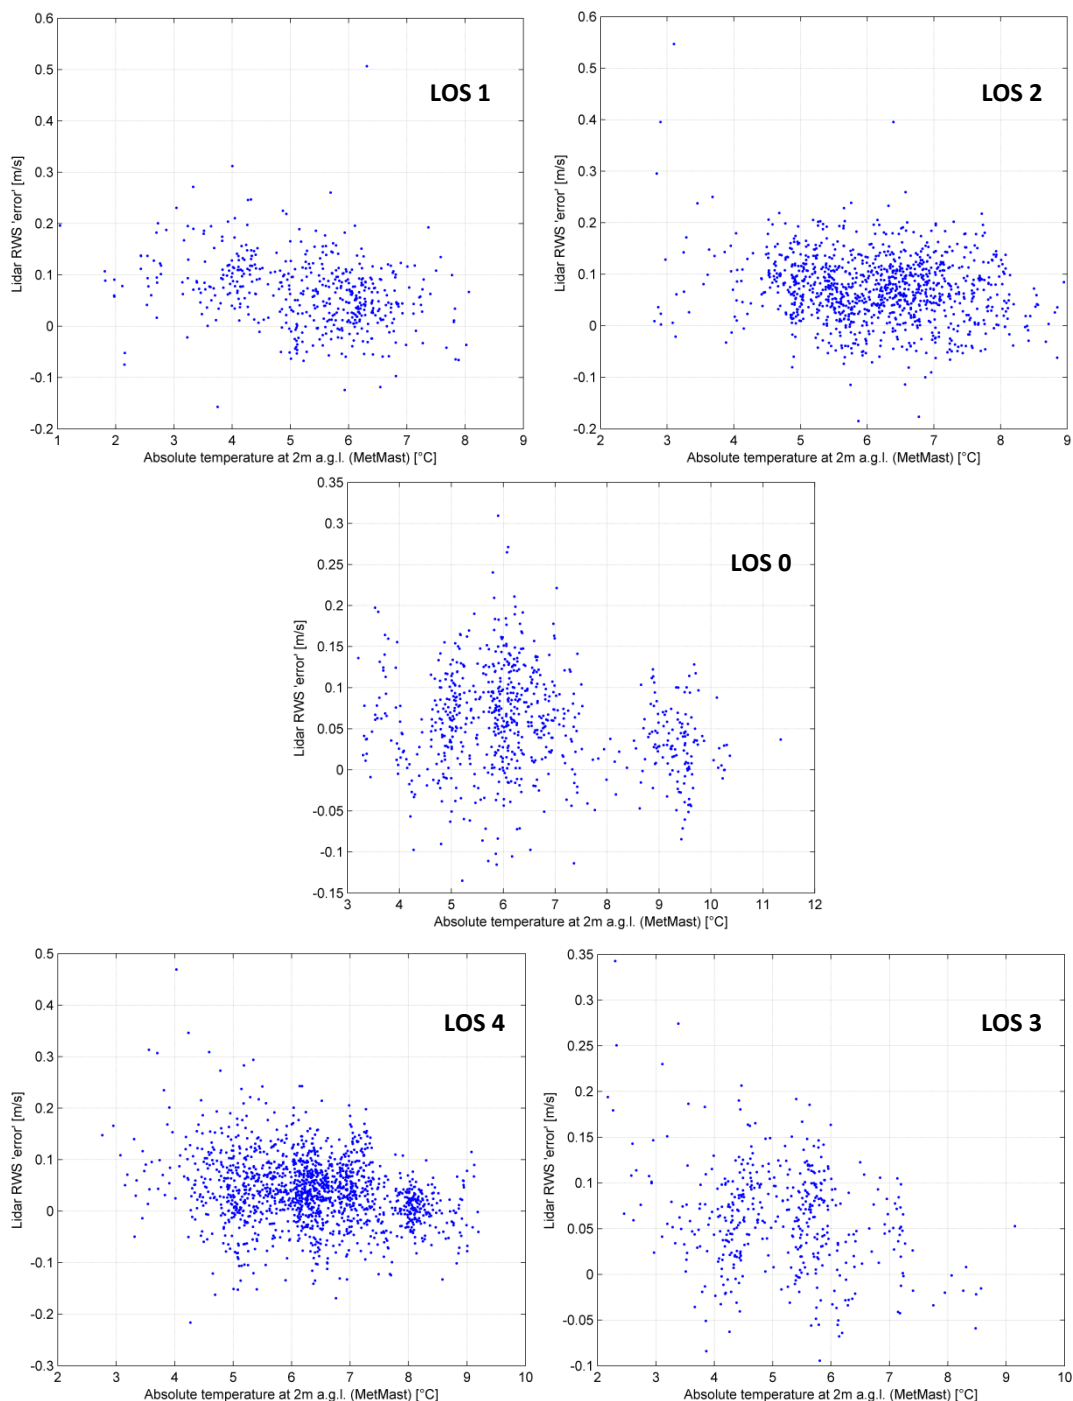 0.6
0.5
0.4
0.3
0.2
0.1
0
-0.1
-0.2
Lidar RWS 'error' [m/s]
LOS 1
1 2 3 4 5 6 7 8 9
Absolute temperature at 2m a.g.l. (MetMast) [°C]
0.6
0.5
0.4
0.3
0.2
0.1
0
-0.1
-0.2
Lidar RWS 'error' [m/s]
LOS 2
2 3 4 5 6 7 8 9
Absolute temperature at 2m a.g.l. (MetMast) [°C]
0.35
0.3
0.25
0.2
0.15
0.1
0.05
0
-0.05
-0.1
-0.15
Lidar RWS 'error' [m/s]
LOS 0
3 4 5 6 7 8 9 10 11 12
Absolute temperature at 2m a.g.l. (MetMast) [°C]
0.5
0.4
0.3
0.2
0.1
0
-0.1
-0.2
-0.3
Lidar RWS 'error' [m/s]
LOS 4
2 3 4 5 6 7 8 9 10
Absolute temperature at 2m a.g.l. (MetMast) [°C]
0.35
0.3
0.25
0.2
0.15
0.1
0.05
0
-0.05
-0.1
Lidar RWS 'error' [m/s]
LOS 3
2 3 4 5 6 7 8 9 10
Absolute temperature at 2m a.g.l. (MetMast) [°C]